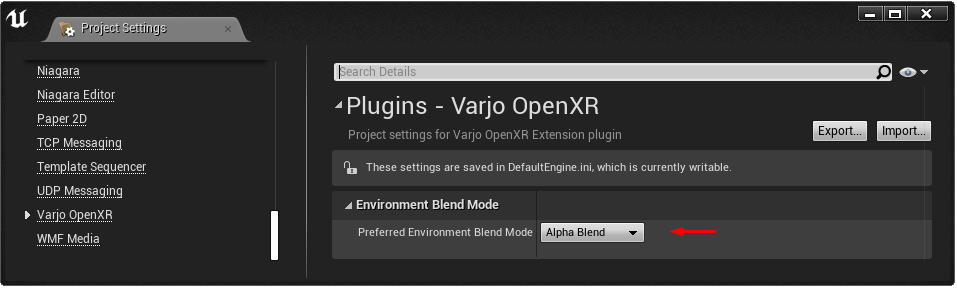 Project Settings
Niagara
Niagara Editor
Paper 2D
TCP Messaging
Template Sequencer
UDP Messaging
Varjo OpenXR
WMF Media
Search Details
Plugins - Varjo OpenXR
Project settings for Varjo OpenXR Extension plugin
Export... Import...
These settings are saved in DefaultEngine.ini, which is currently writable.
Environment Blend Mode
Preferred Environment Blend Mode Alpha Blend